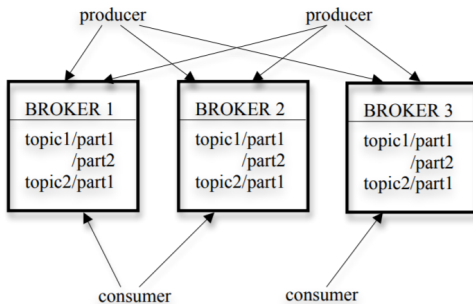 producer producer
BROKER 1 BROKER 2 BROKER 3
topic1/part1 topic1/part1 topic1/part1
/part2 /part2 /part2
topic2/part1 topic2/part1 topic2/part1
consumer consumer